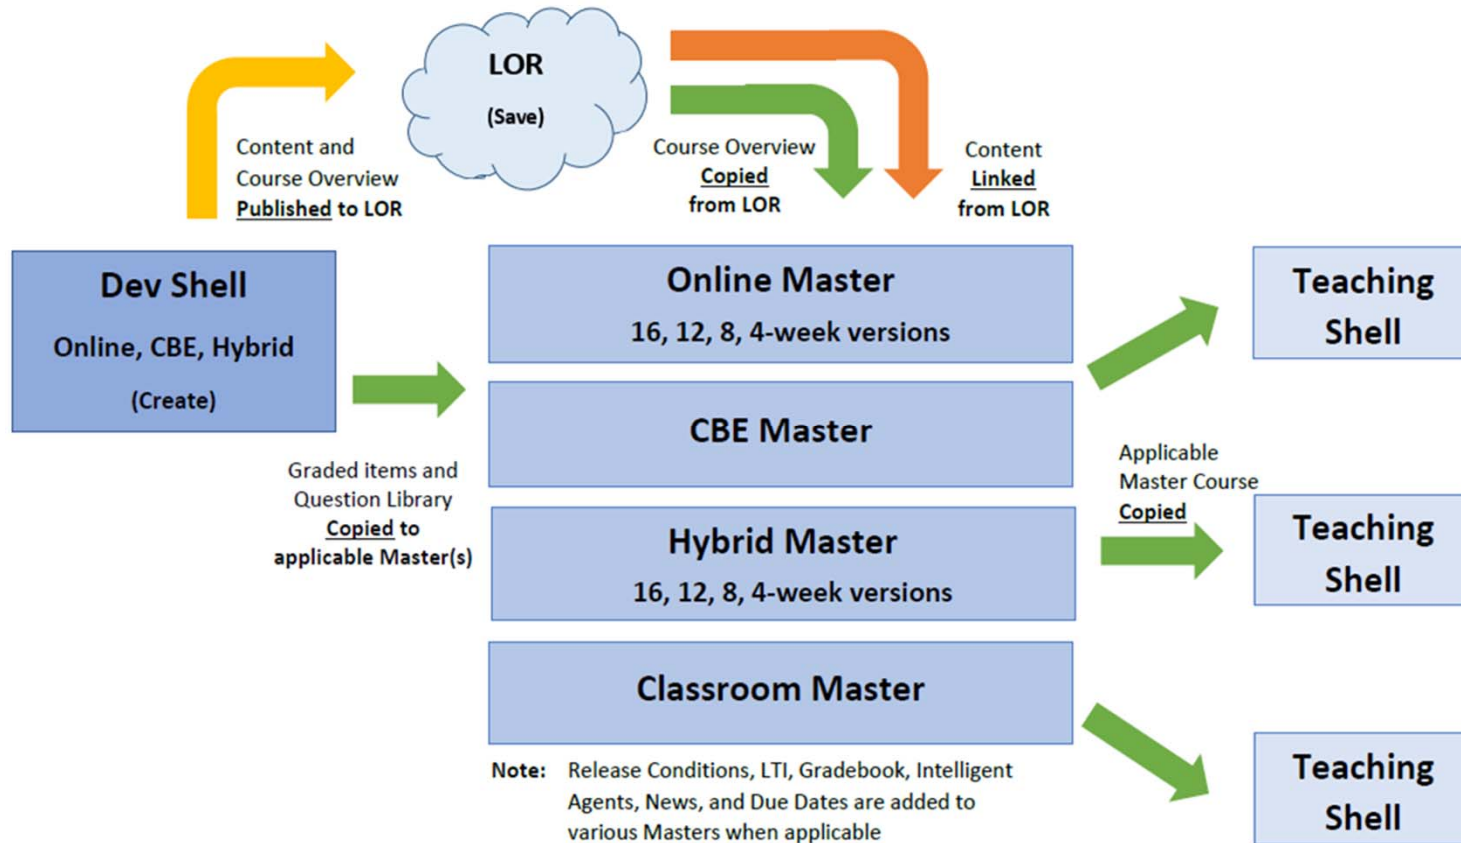 LOR
(Save)
Content and
Course Overview
Published to LOR
Course Overview
Copied
from LOR
Content
Linked
from LOR
Dev Shell
Online, CBE, Hybrid
(Create)
Graded items and
Question Library
Copied to
applicable Master(s)
Online Master
16, 12, 8, 4-week versions
CBE Master
Hybrid Master
16, 12, 8, 4-week versions
Classroom Master
Note: Release Conditions, LTI, Gradebook, Intelligent
Agents, News, and Due Dates are added to
various Masters when applicable
Applicable
Master Course
Copied
Teaching
Shell
Teaching
Shell
Teaching
Shell